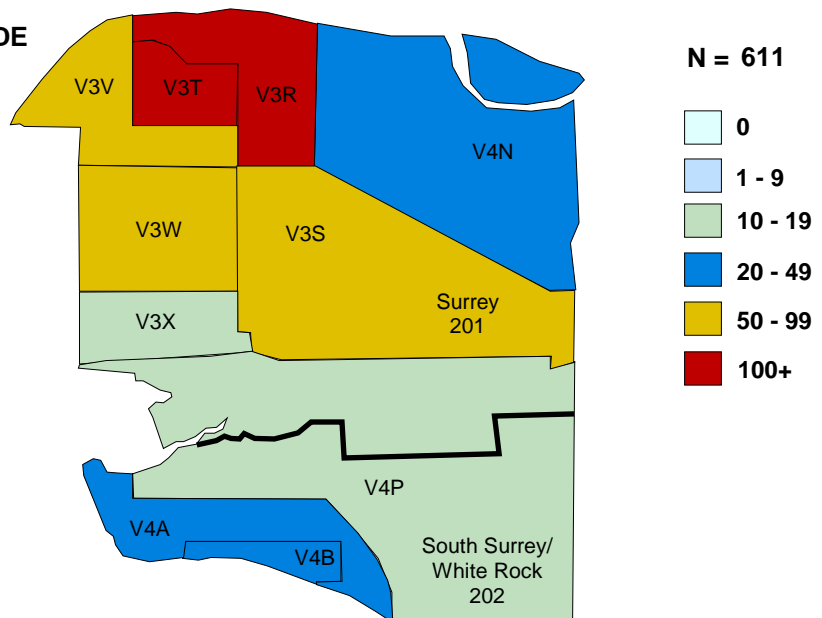 DE
N = 611
0
1 - 9
10 - 19
20 - 49
50 - 99
100+
V3V
V3T
V3R
V4N
V3W
V3S
Surrey
201
V3X
V4P
V4A
V4B
South Surrey/
White Rock
202